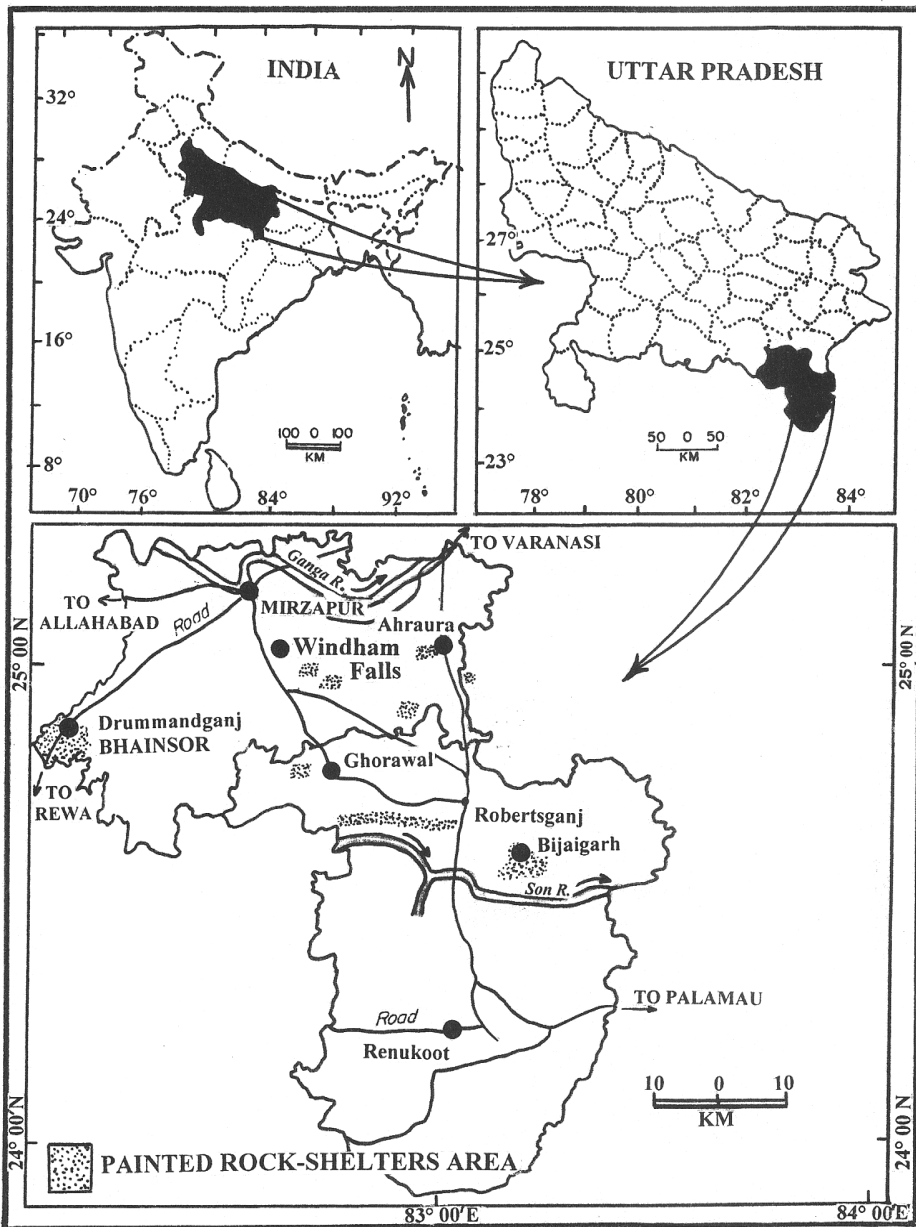 INDIA
N
32°
24°
16°
8°
70°
76°
84°
92°
100 0 100
KM
UTTAR PRADESH
27°
25°
23°
78°
80°
82°
84°
50 0 50
KM
TO VARANASI
Ganga R.
TO
ALLAHABAD
Road
MIRZAPUR
Ahraura
Windham
Falls
25° 00 N
25° 00 N
Drummandganj
BHAINSOR
Ghorawal
TO
REWA
Robertsganj
Bijaigarh
Son R.
TO PALAMAU
Road
Renukoot
10 0 10
KM
24° 00'N
24° 00 N
PAINTED ROCK-SHELTERS AREA
83° 00'E
84° 00'E